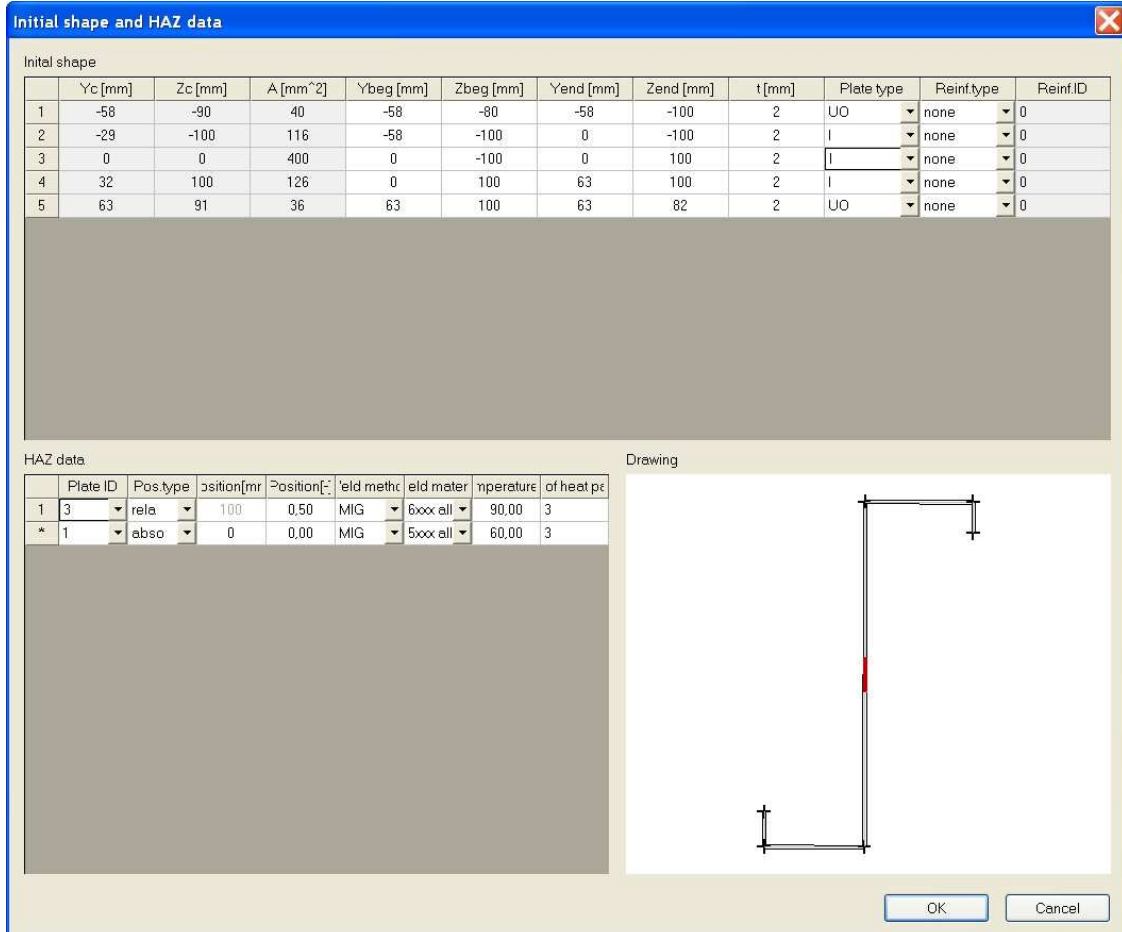 Initial shape and HAZ data
Inital shape
Yc [mm] Zc [mm] A [mm^2] Ybeg [mm] Zbeg [mm] Yend [mm] Zend [mm] t [mm] Plate type Reinf.type Reinf.ID
1 -58 -90 40 -58 -80 -58 -100 2 UO none 0
2 -29 -100 116 -58 -100 0 -100 2 I none 0
3 0 0 400 0 -100 0 100 2 I none 0
4 32 100 126 0 100 63 100 2 I none 0
5 63 91 36 63 100 63 82 2 UO none 0
HAZ data
Drawing
Plate ID Pos.type osition[mr Position[-] eld methc eld mater nperature of heat pa
1 3 rela 100 0,50 MIG 6xxx all 90,00 3
* 1 abso 0 0,00 MIG 5xxx all 60,00 3
OK Cancel